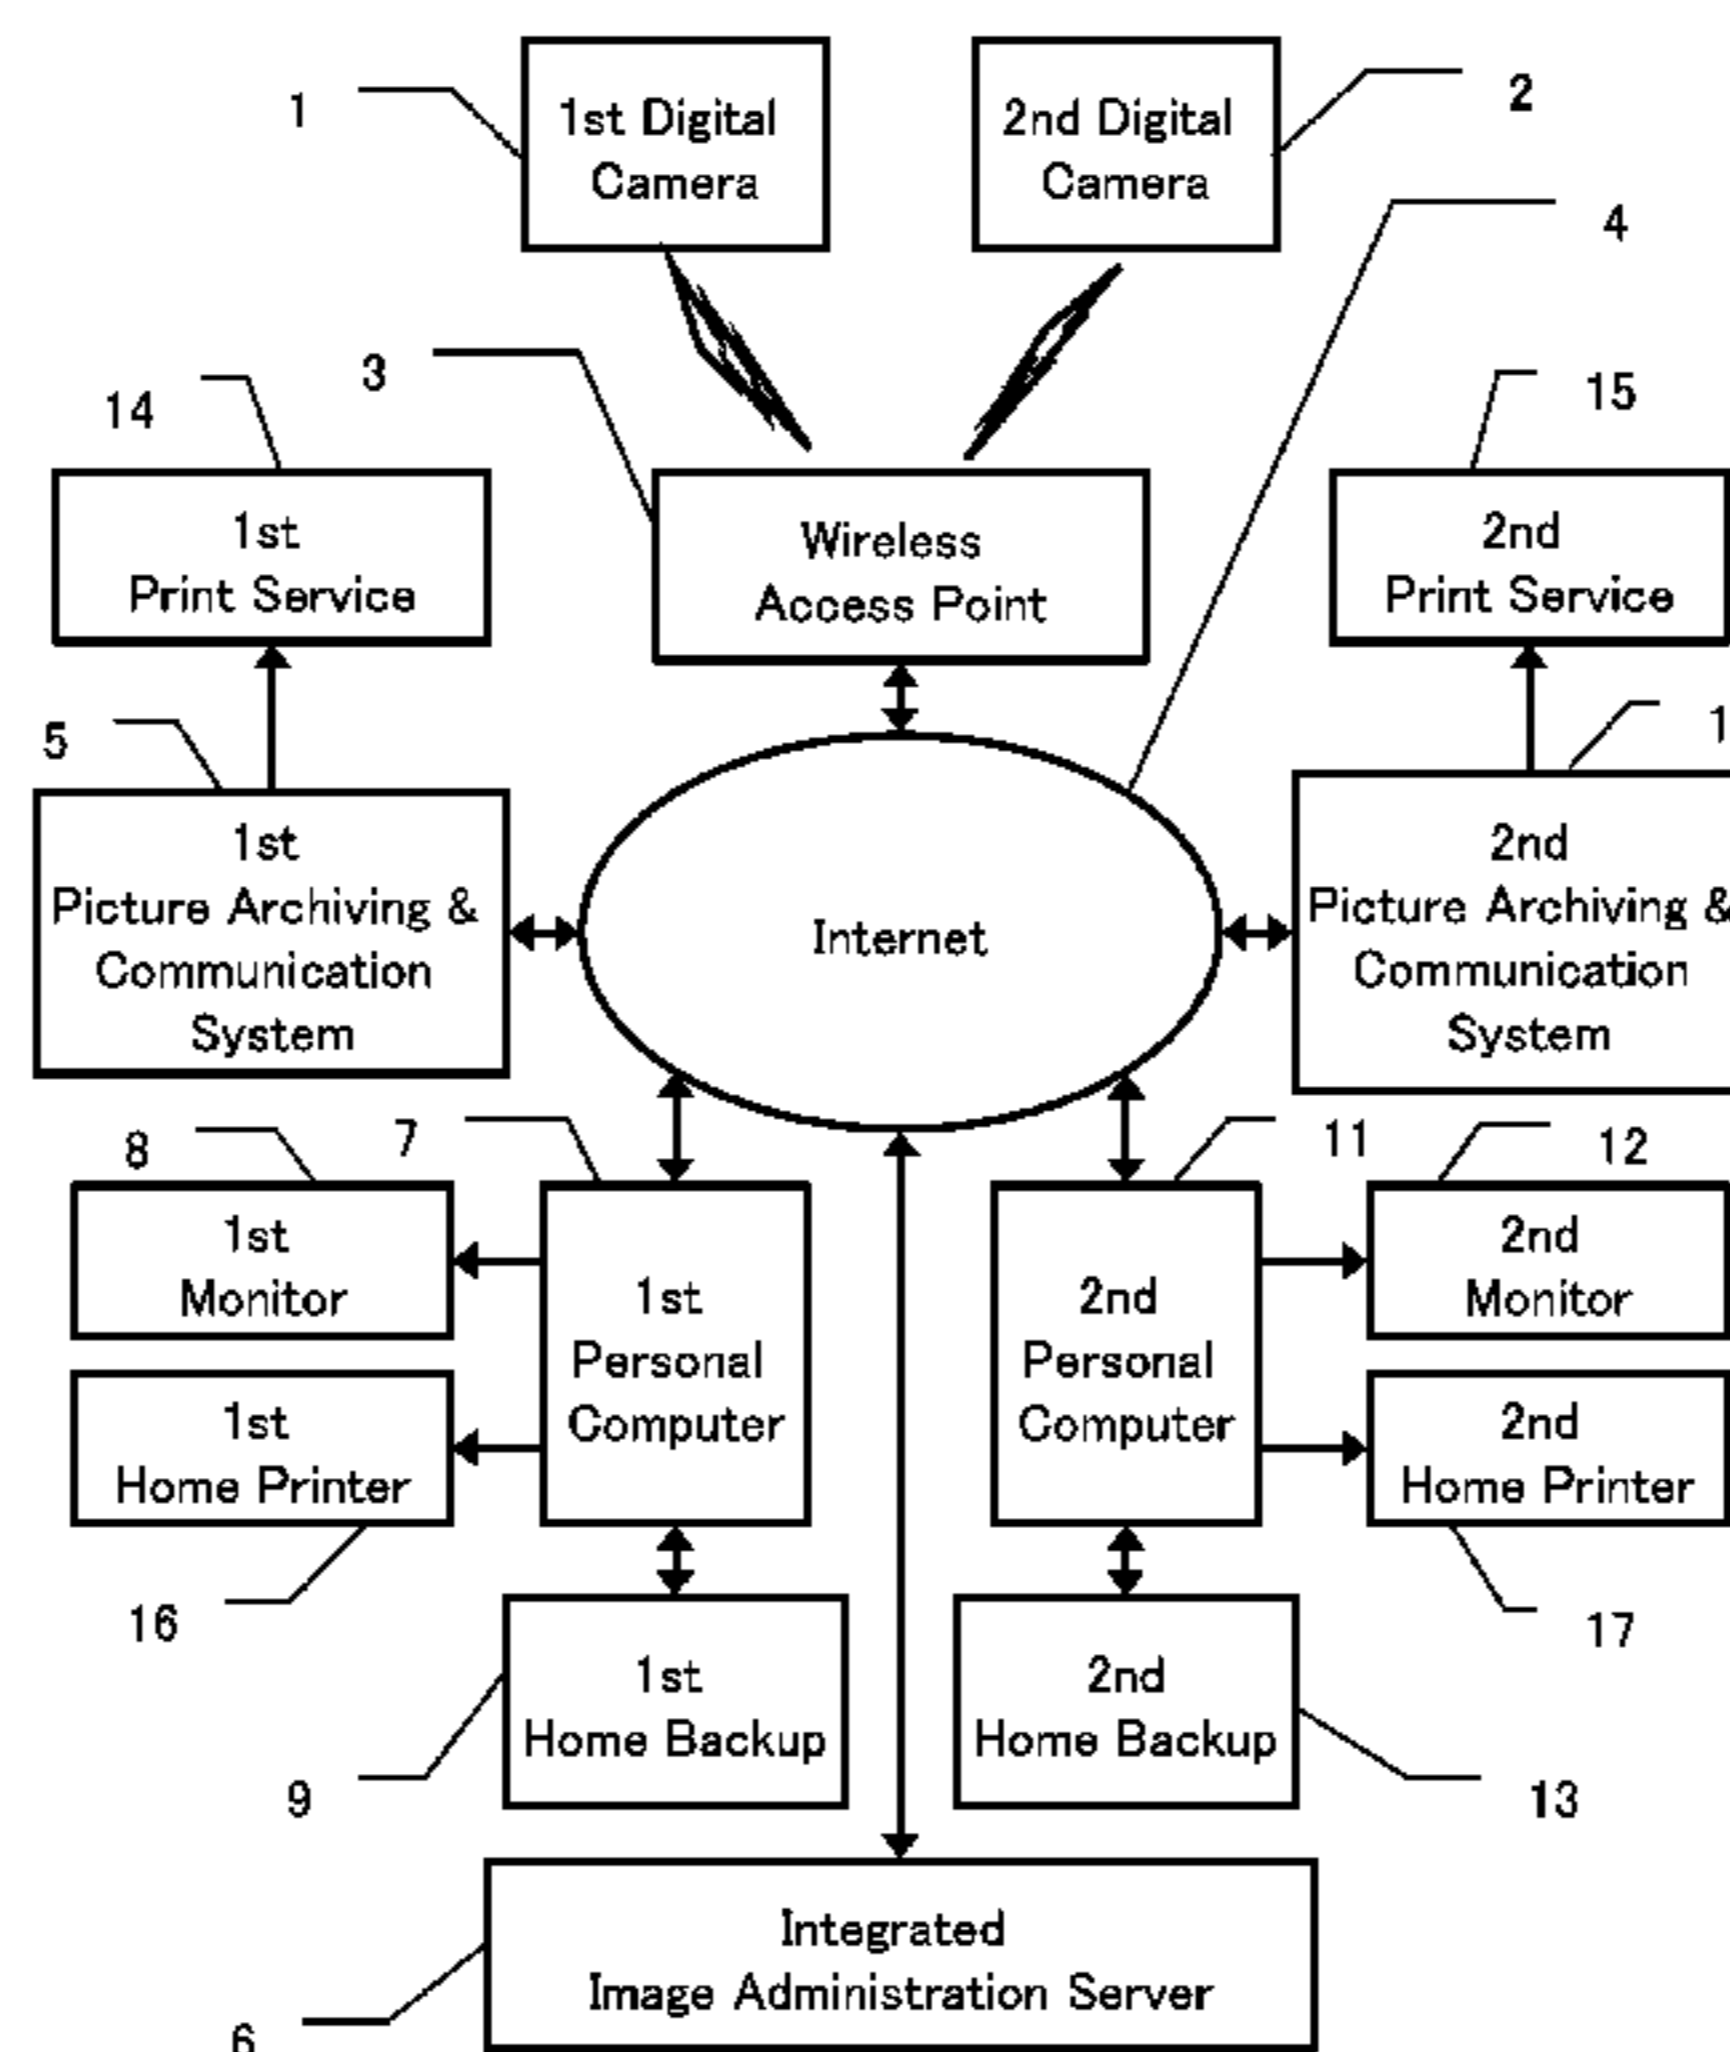 1
1st Digital
Camera
2nd Digital
Camera
2
4
3
14
15
1st
Print Service
Wireless
Access Point
2nd
Print Service
5
1
1st
Picture Archiving &
Communication
System
Internet
2nd
Picture Archiving &
Communication
System
8
7
11
12
1st
Monitor
1st
Personal
Computer
2nd
Personal
Computer
2nd
Monitor
1st
Home Printer
2nd
Home Printer
16
17
1st
Home Backup
2nd
Home Backup
9
13
Integrated
Image Administration Server
6